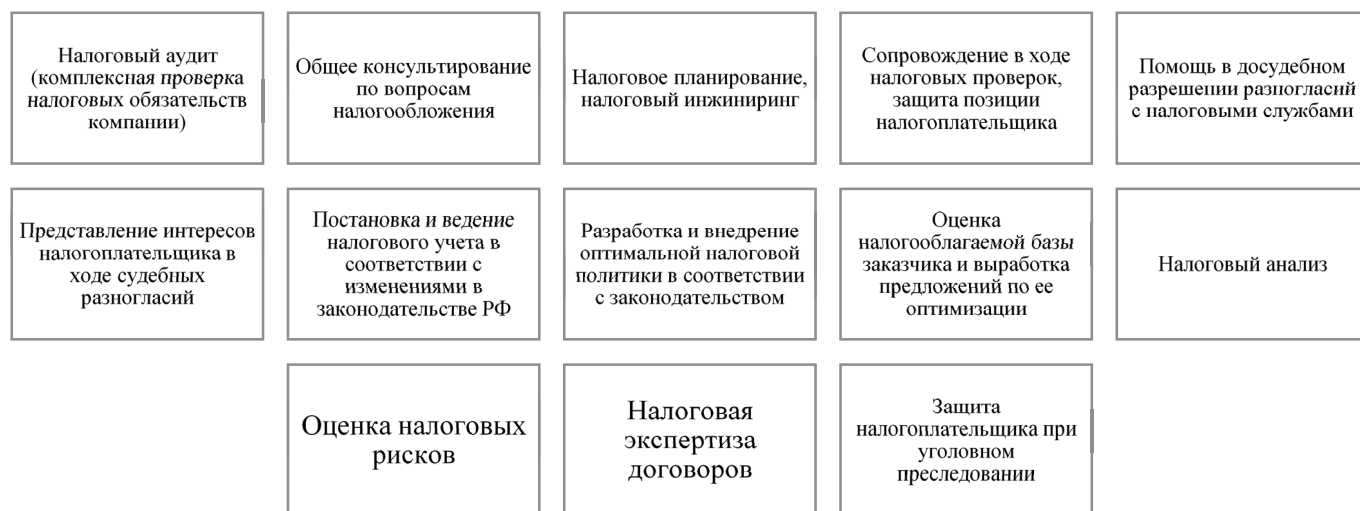 Налоговый аудит
(комплексная проверка
налоговых обязательств
компании)
Общее консультирование
по вопросам
налогообложения
Налоговое планирование,
налоговый инжиниринг
Сопровождение в ходе
налоговых проверок,
защита позиции
налогоплательщика
Помощь в досудебном
разрешении разногласий
с налоговыми службами
Представление интересов
налогоплательщика в
ходе судебных
разногласий
Постановка и ведение
налогового учета в
соответствии с
изменениями в
законодательстве РФ
Разработка и внедрение
оптимальной налоговой
политики в соответствии
с законодательством
Оценка
налогооблагаемой базы
заказчика и выработка
предложений по ее
оптимизации
Налоговый анализ
Оценка налоговых
рисков
Налоговая
экспертиза
договоров
Защита
налогоплательщика при
уголовном
преследовании